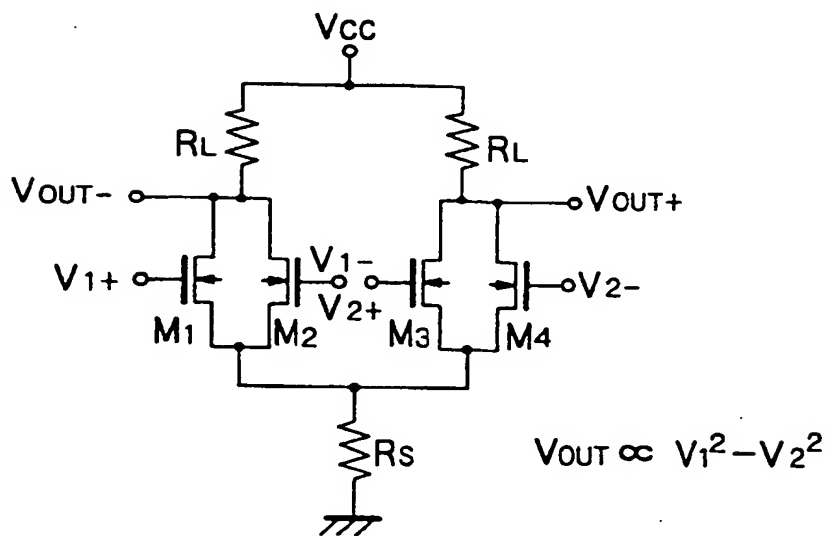 VCC
RL
RL
VOUT-
VOUT+
V1+
V1-
V2+
V2-
M1
M2
M3
M4
RS
VOUT ∝ V1² - V2²